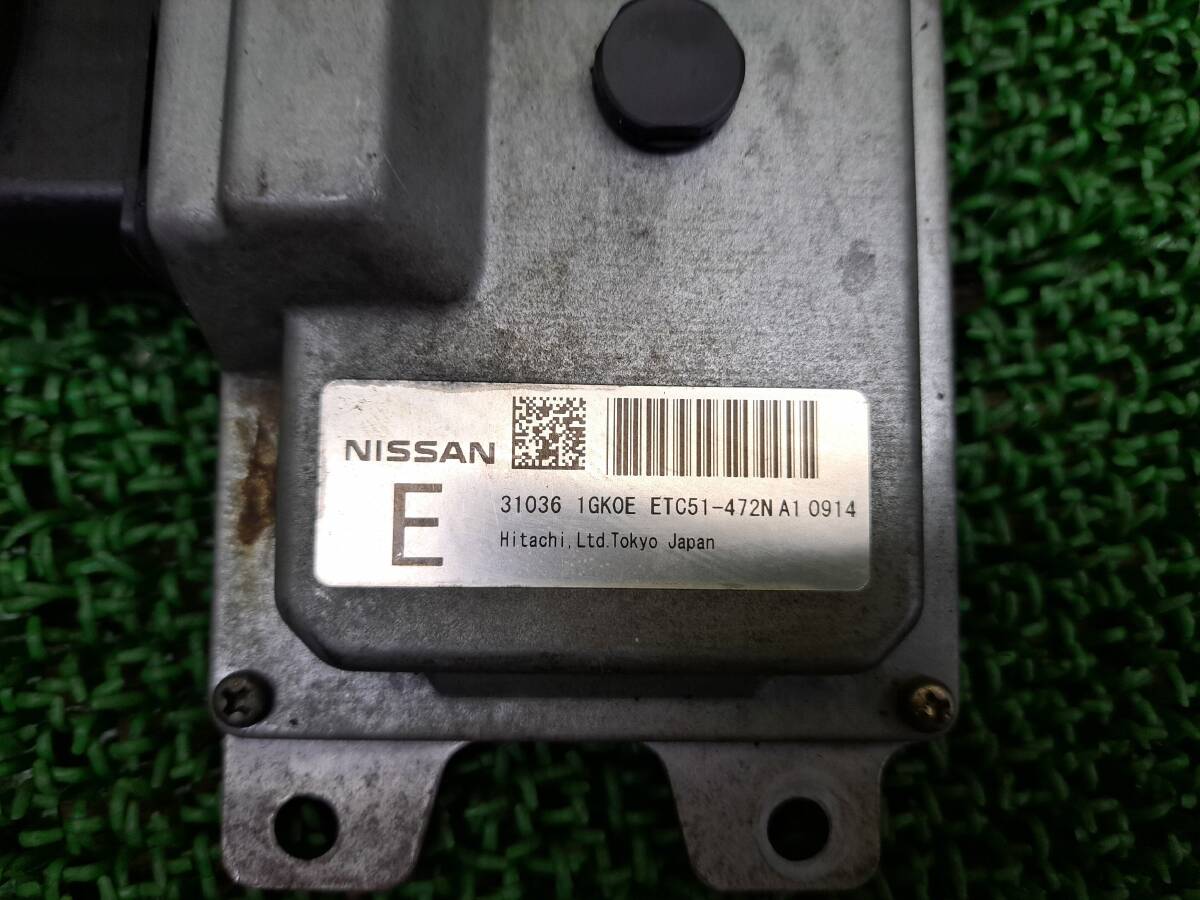 NISSAN
E
31036 1GK0E ETC51-472N A1 0914
Hitachi,Ltd.Tokyo Japan